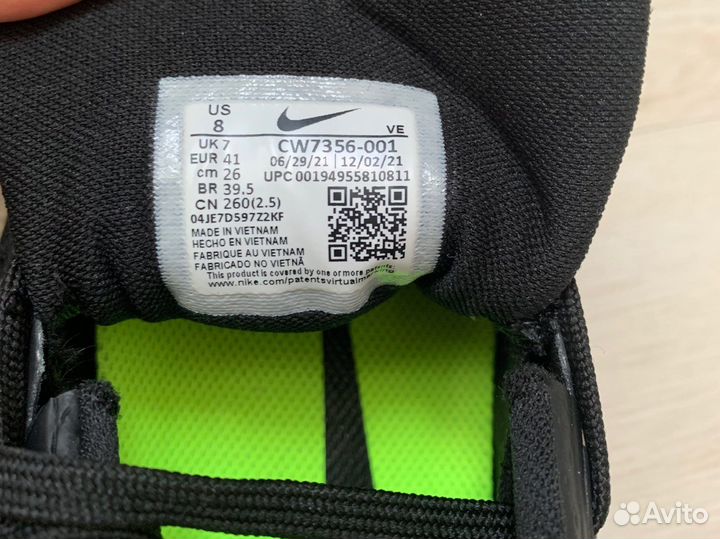 US
8
VE
UK 7
CW7356-001
EUR 41
06/29/21 | 12/02/21
cm 26
UPC 00194955810811
BR 39.5
CN 260(2.5)
04JE7D597Z2KF
MADE IN VIETNAM
HECHO EN VIETNAM
FABRIQUE AU VIETNAM
FABRICADO NO VIETNÃ
This product is covered by one or more patents.
www.nike.com/patentsvirtualmarking
Avito